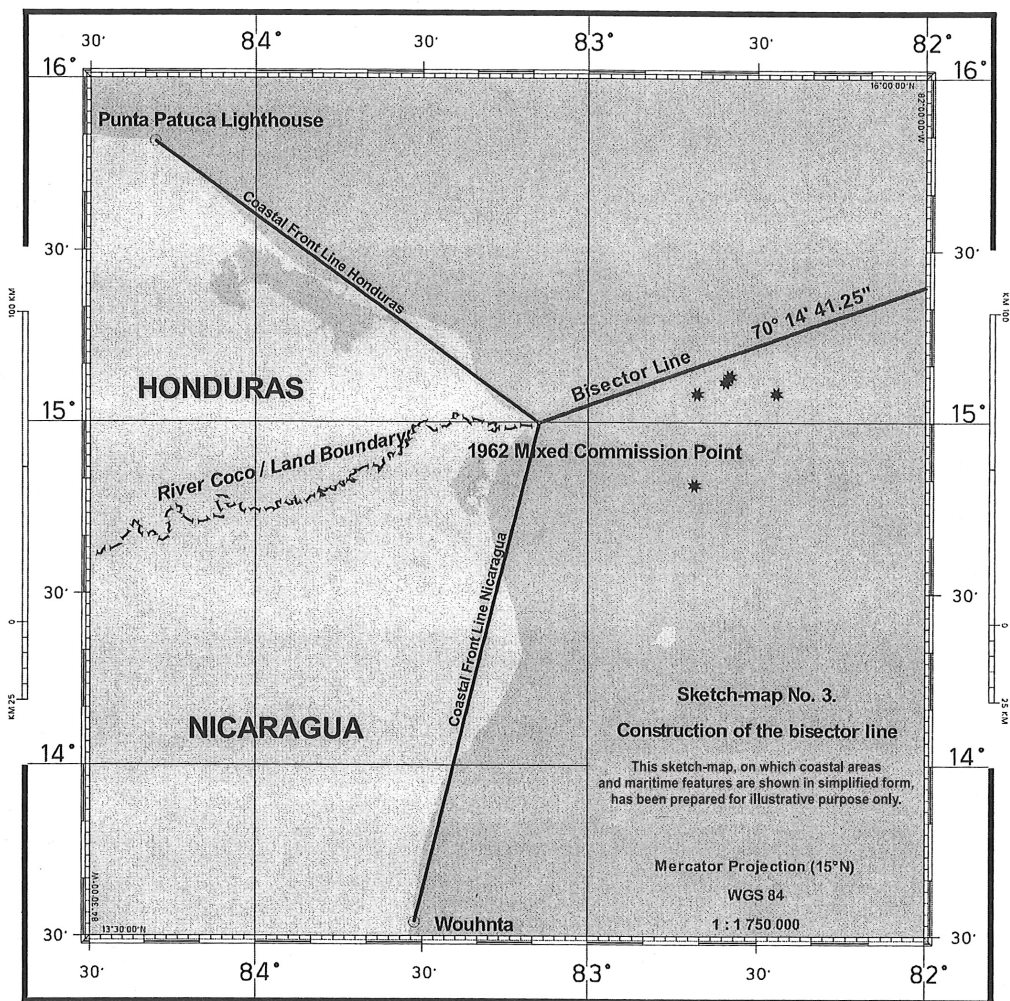 30′ 84° 30′ 83° 30′ 82°
16° 16°
16°00′00″N
82°00′00″W
Punta Patuca Lighthouse
Coastal Front Line Honduras
30′ 30′
100 KM
KM 100
70° 14′ 41.25″
Bisector Line
HONDURAS
15° 15°
1962 Mixed Commission Point
River Coco / Land Boundary
30′ 30′
Coastal Front Line Nicaragua
0
0
KM 25
25 KM
Sketch-map No. 3.
Construction of the bisector line
NICARAGUA
14° 14°
This sketch-map, on which coastal areas
and maritime features are shown in simplified form,
has been prepared for illustrative purpose only.
Mercator Projection (15°N)
WGS 84
1 : 1 750 000
84°30′00″W
13°30′00″N
Wouhnta
30′ 30′
30′ 84° 30′ 83° 30′ 82°